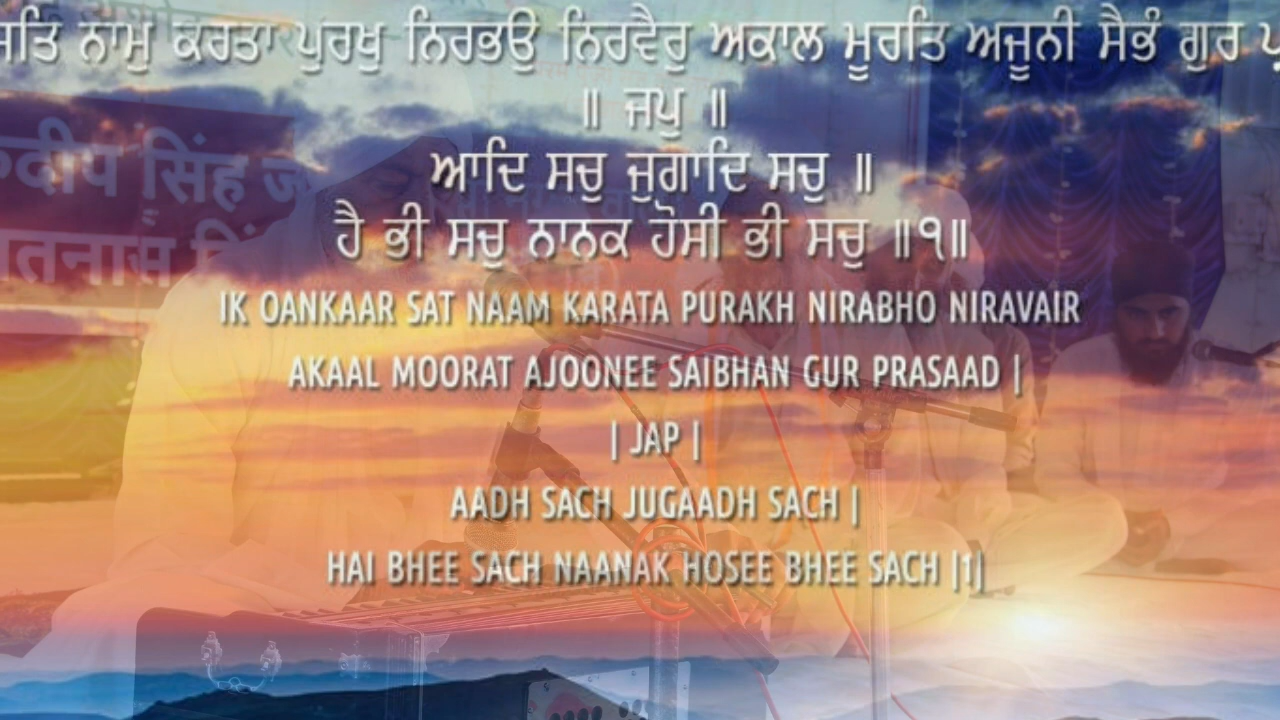 ਨਾਮੁ ਕਰਤਾ ਪੁਰਖੁ ਨਿਰਭਉ ਨਿਰਵੈਰੁ ਅਕਾਲ ਮੂਰਤਿ ਅਜੂਨੀ ਸੈਭੰ ਗੁਰ
॥ ਜਪੁ ॥
ਆਦਿ ਸਚੁ ਜੁਗਾਦਿ ਸਚੁ ॥
ਹੈ ਭੀ ਸਚੁ ਨਾਨਕ ਹੋਸੀ ਭੀ ਸਚੁ ॥੧॥
सिंह
IK OANKAAR SAT NAAM KARATA PURAKH NIRABHO NIRAVAIR
AKAAL MOORAT AJOONEE SAIBHAN GUR PRASAAD |
| JAP |
AADH SACH JUGAADH SACH |
HAI BHEE SACH NAANAK HOSEE BHEE SACH |1|